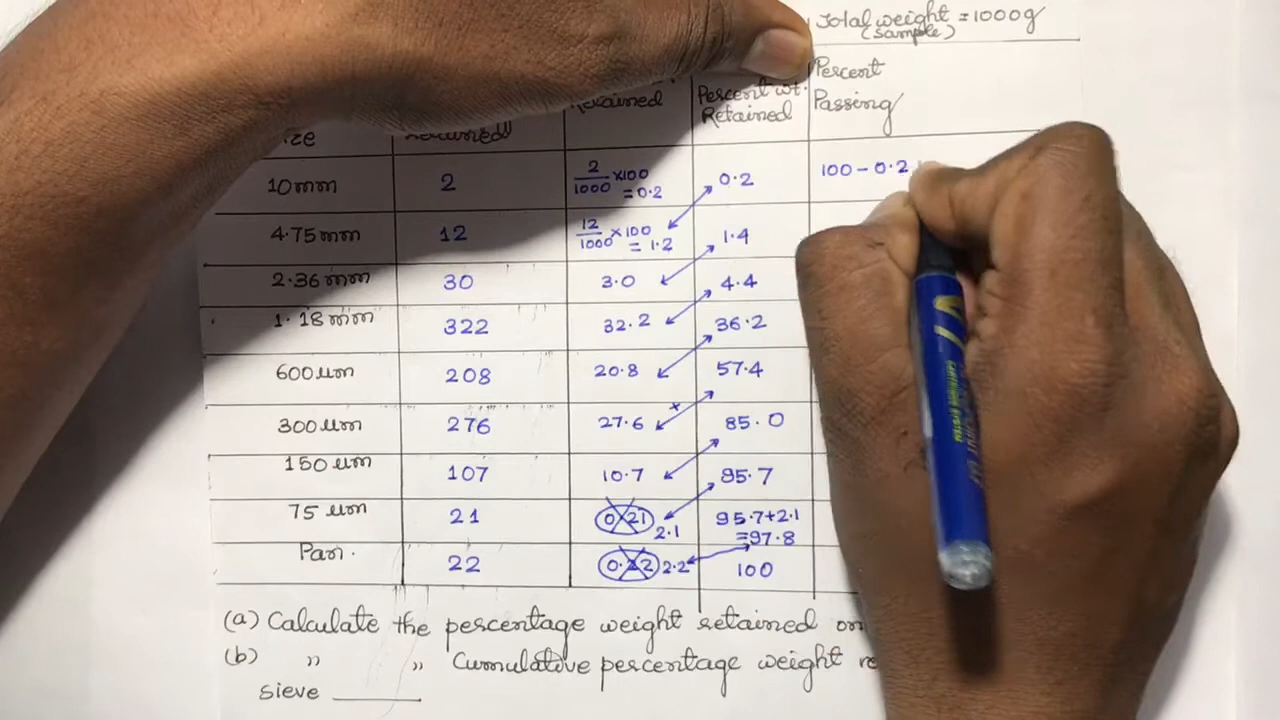 Total weight = 1000g
(sample)
Retained
Percent wt.
Retained
Percent
Passing
10mm 2 2/1000 ×100 = 0.2 0.2 100 - 0.2
4.75mm 12 12/1000 ×100 = 1.2 1.4
2.36mm 30 3.0 4.4
1.18mm 322 32.2 36.2
600um 208 20.8 57.4
300um 276 27.6 + 85.0
150um 107 10.7 95.7
75um 21 0.21 2.1 95.7+2.1 =97.8
Pan. 22 0.22 2.2 100
(a) Calculate the percentage weight retained on
(b) " " Cumulative percentage weight
sieve
V7
CARTRIDGE SYSTEM